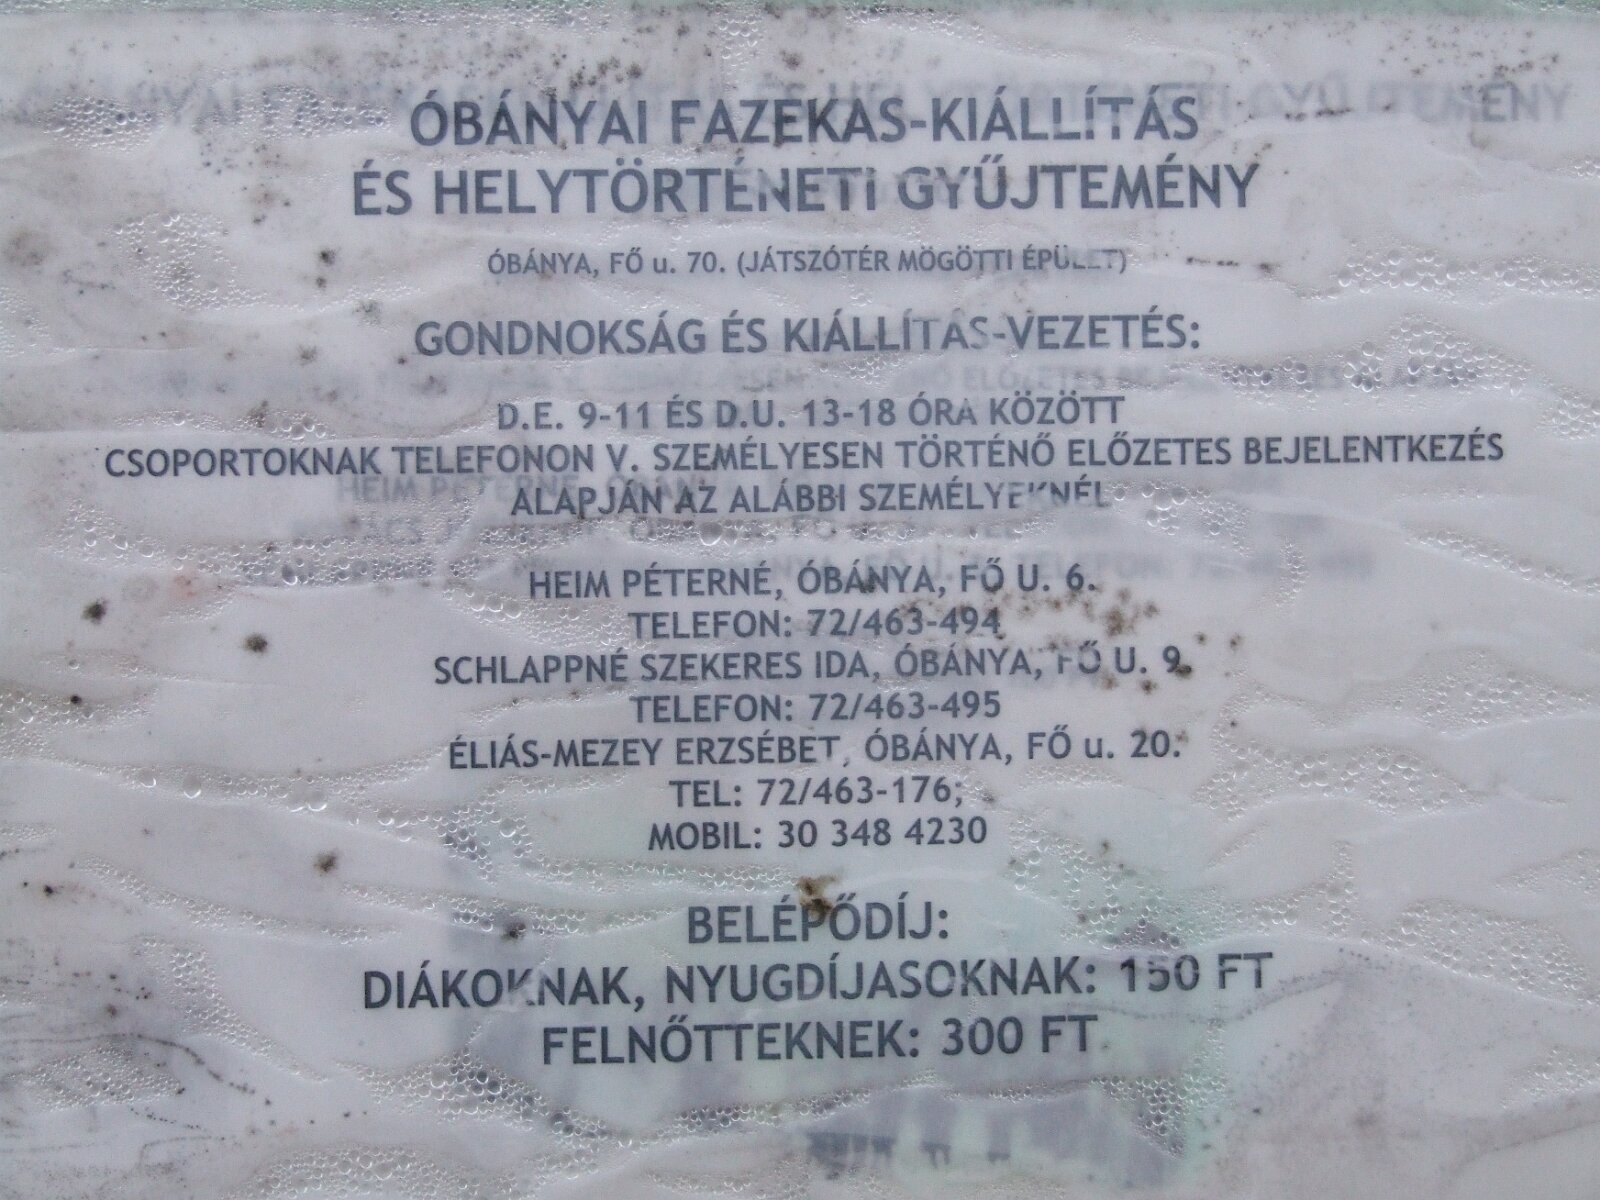 ÓBÁNYAI FAZEKAS-KIÁLLÍTÁS
ÉS HELYTÖRTÉNETI GYŰJTEMÉNY
ÓBÁNYA, FŐ u. 70. (JÁTSZÓTÉR MÖGÖTTI ÉPÜLET)
GONDNOKSÁG ÉS KIÁLLÍTÁS-VEZETÉS:
D.E. 9-11 ÉS D.U. 13-18 ÓRA KÖZÖTT
CSOPORTOKNAK TELEFONON V. SZEMÉLYESEN TÖRTÉNŐ ELŐZETES BEJELENTKEZÉS
ALAPJÁN AZ ALÁBBI SZEMÉLYEKNÉL
HEIM PÉTERNÉ, ÓBÁNYA, FŐ U. 6.
TELEFON: 72/463-494
SCHLAPPNÉ SZEKERES IDA, ÓBÁNYA, FŐ U. 9.
TELEFON: 72/463-495
ÉLIÁS-MEZEY ERZSÉBET, ÓBÁNYA, FŐ u. 20.
TEL: 72/463-176;
MOBIL: 30 348 4230
BELÉPŐDÍJ:
DIÁKOKNAK, NYUGDÍJASOKNAK: 150 FT
FELNŐTTEKNEK: 300 FT